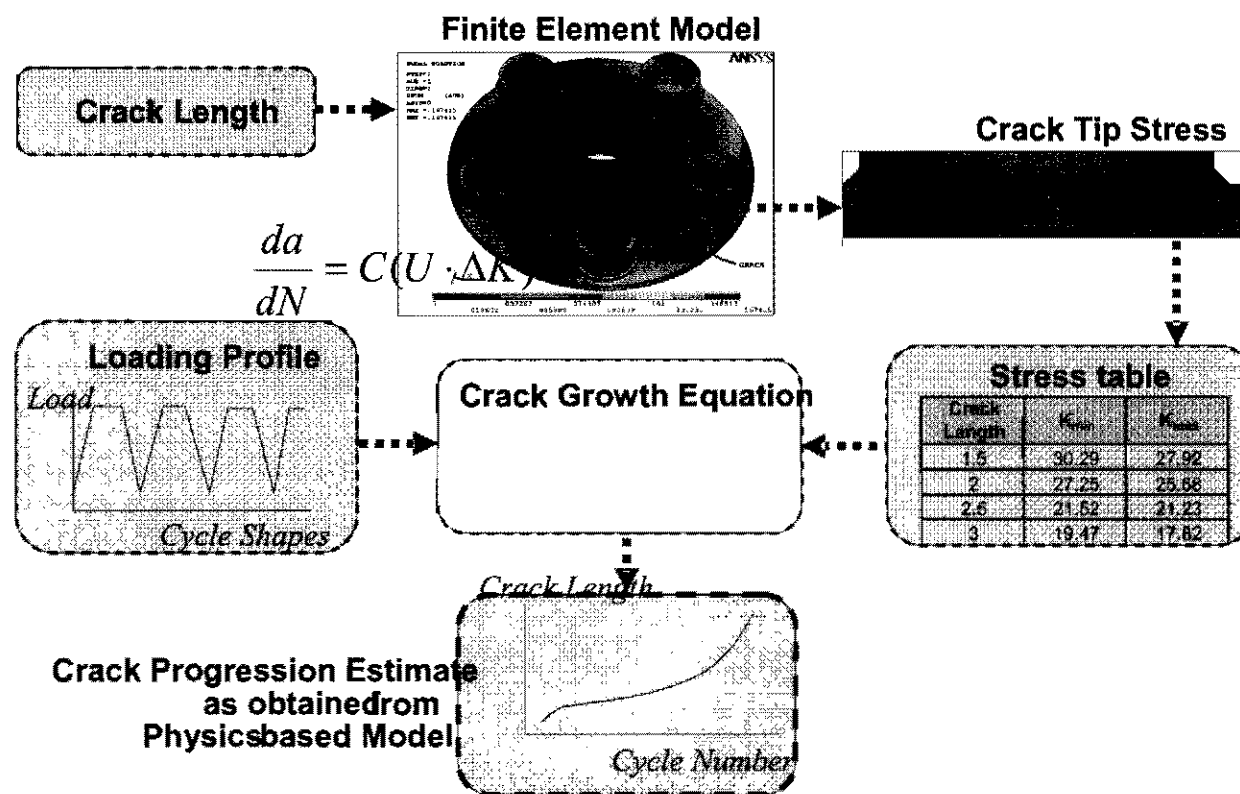 Finite Element Model
Crack Length
ANSYS
Crack Tip Stress
CRACK
da
dN
= C(U · ΔK)
Loading Profile
Load
Cycle Shapes
Crack Growth Equation
Stress table
Crack
Length
1.5 30.29 27.92
2 27.25
2.5 21.52 21.23
3 19.47 17.82
Crack Length
Crack Progression Estimate
as obtainedrom
Physicsbased Model
Cycle Number